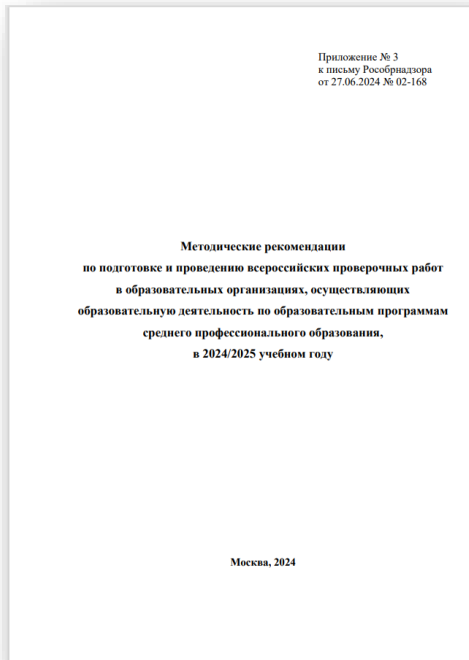 Приложение № 3
к письму Рособрнадзора
от 27.06.2024 № 02-168
Методические рекомендации
по подготовке и проведению всероссийских проверочных работ
в образовательных организациях, осуществляющих
образовательную деятельность по образовательным программам
среднего профессионального образования,
в 2024/2025 учебном году
Москва, 2024